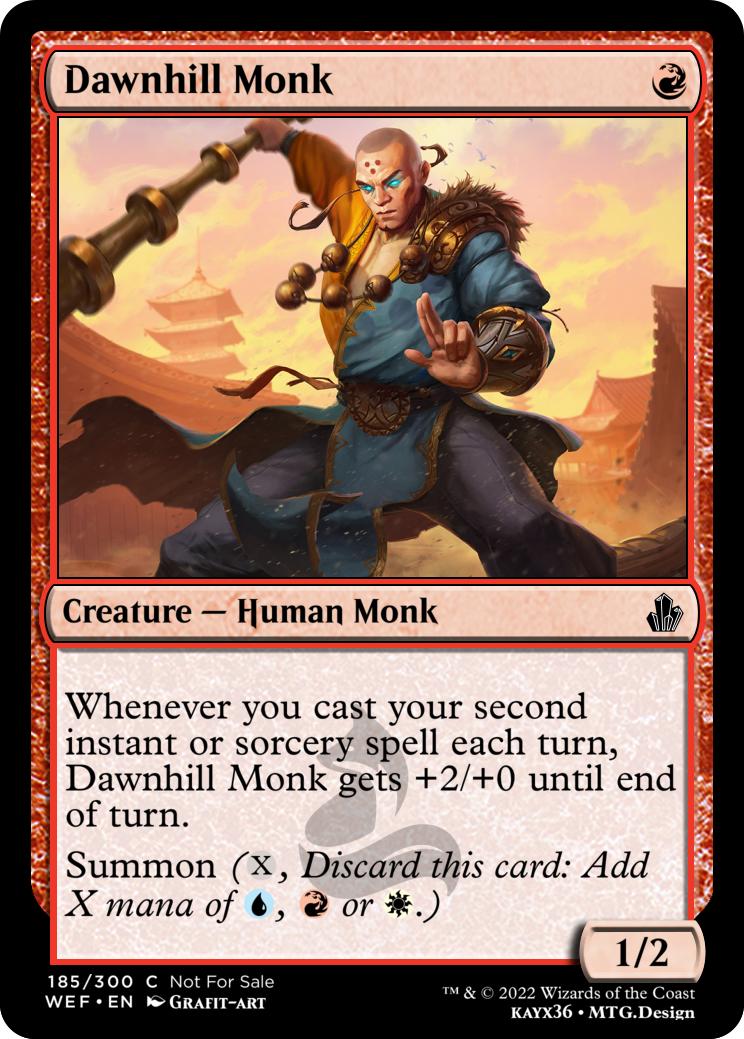 Dawnhill Monk
Creature — Human Monk
Whenever you cast your second
instant or sorcery spell each turn,
Dawnhill Monk gets +2/+0 until end
of turn.
Summon (X, Discard this card: Add
X mana of , or .)
1/2
185/300 C Not For Sale
WEF • EN Grafit-art
™ & © 2022 Wizards of the Coast
KAYX36 • MTG.Design